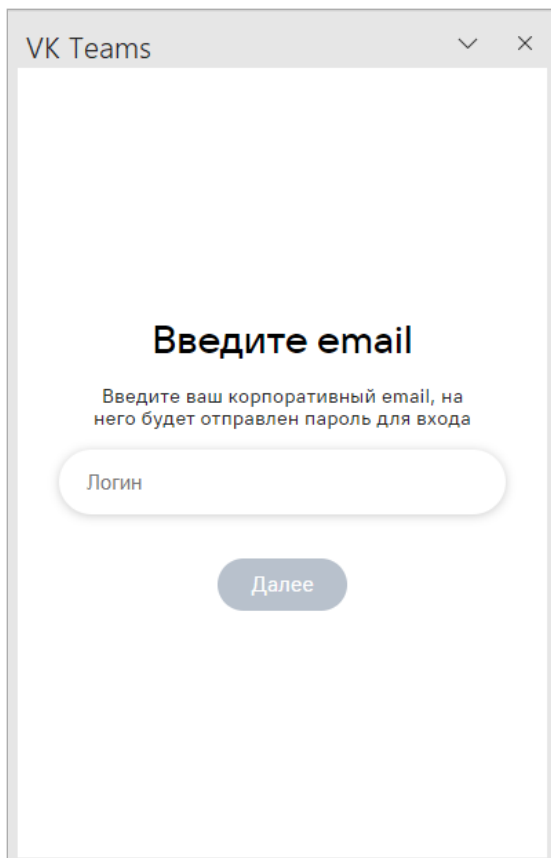 VK Teams
Введите email
Введите ваш корпоративный email, на
него будет отправлен пароль для входа
Логин
Далее